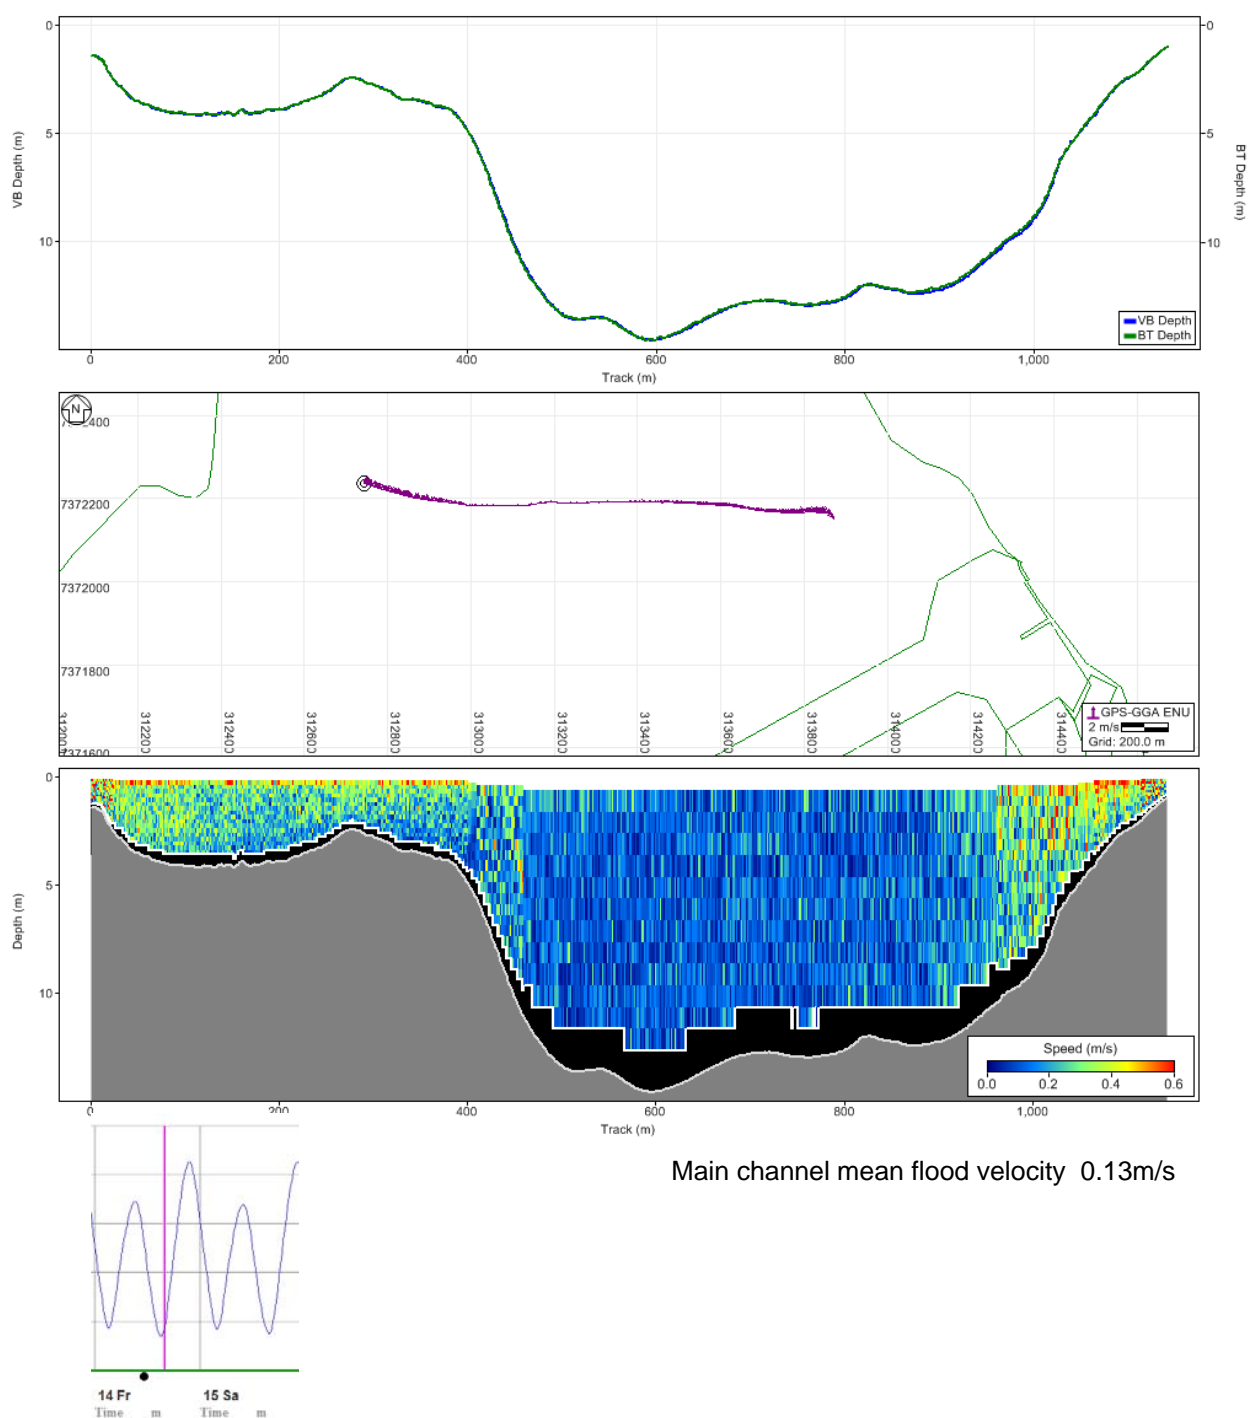 0
5
10
VB Depth (m)
0
5
10
BT Depth (m)
VB Depth
BT Depth
0 200 400 600 800 1,000
Track (m)
N
7372200
7372000
7371800
7371600
312000 312200 312400 312600 312800 313000 313200 313400 313600 313800 314000 314200 314400
GPS-GGA ENU
2 m/s
Grid: 200.0 m
0
5
10
Depth (m)
Speed (m/s)
0.0 0.2 0.4 0.6
0 200 400 600 800 1,000
Track (m)
Main channel mean flood velocity 0.13m/s
14 Fr 15 Sa
Time m Time m